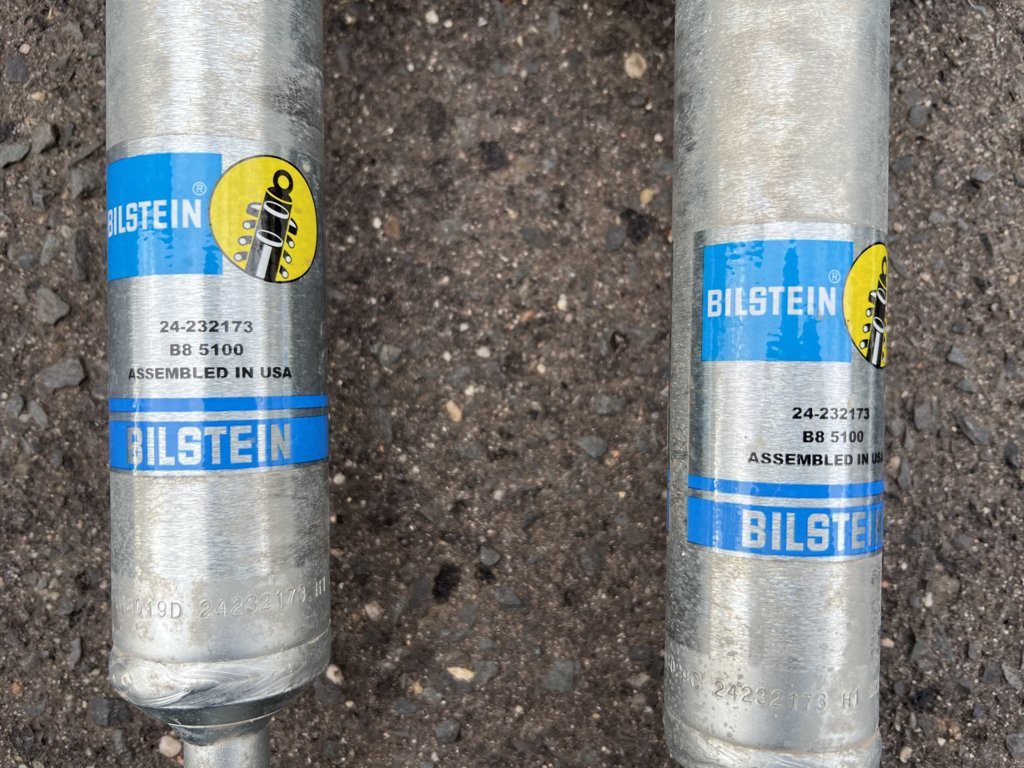 BILSTEIN®
24-232173
B8 5100
ASSEMBLED IN USA
BILSTEIN
019D 24232173 H1
BILSTEIN®
24-232173
B8 5100
ASSEMBLED IN USA
BILSTEIN
24232173 H1